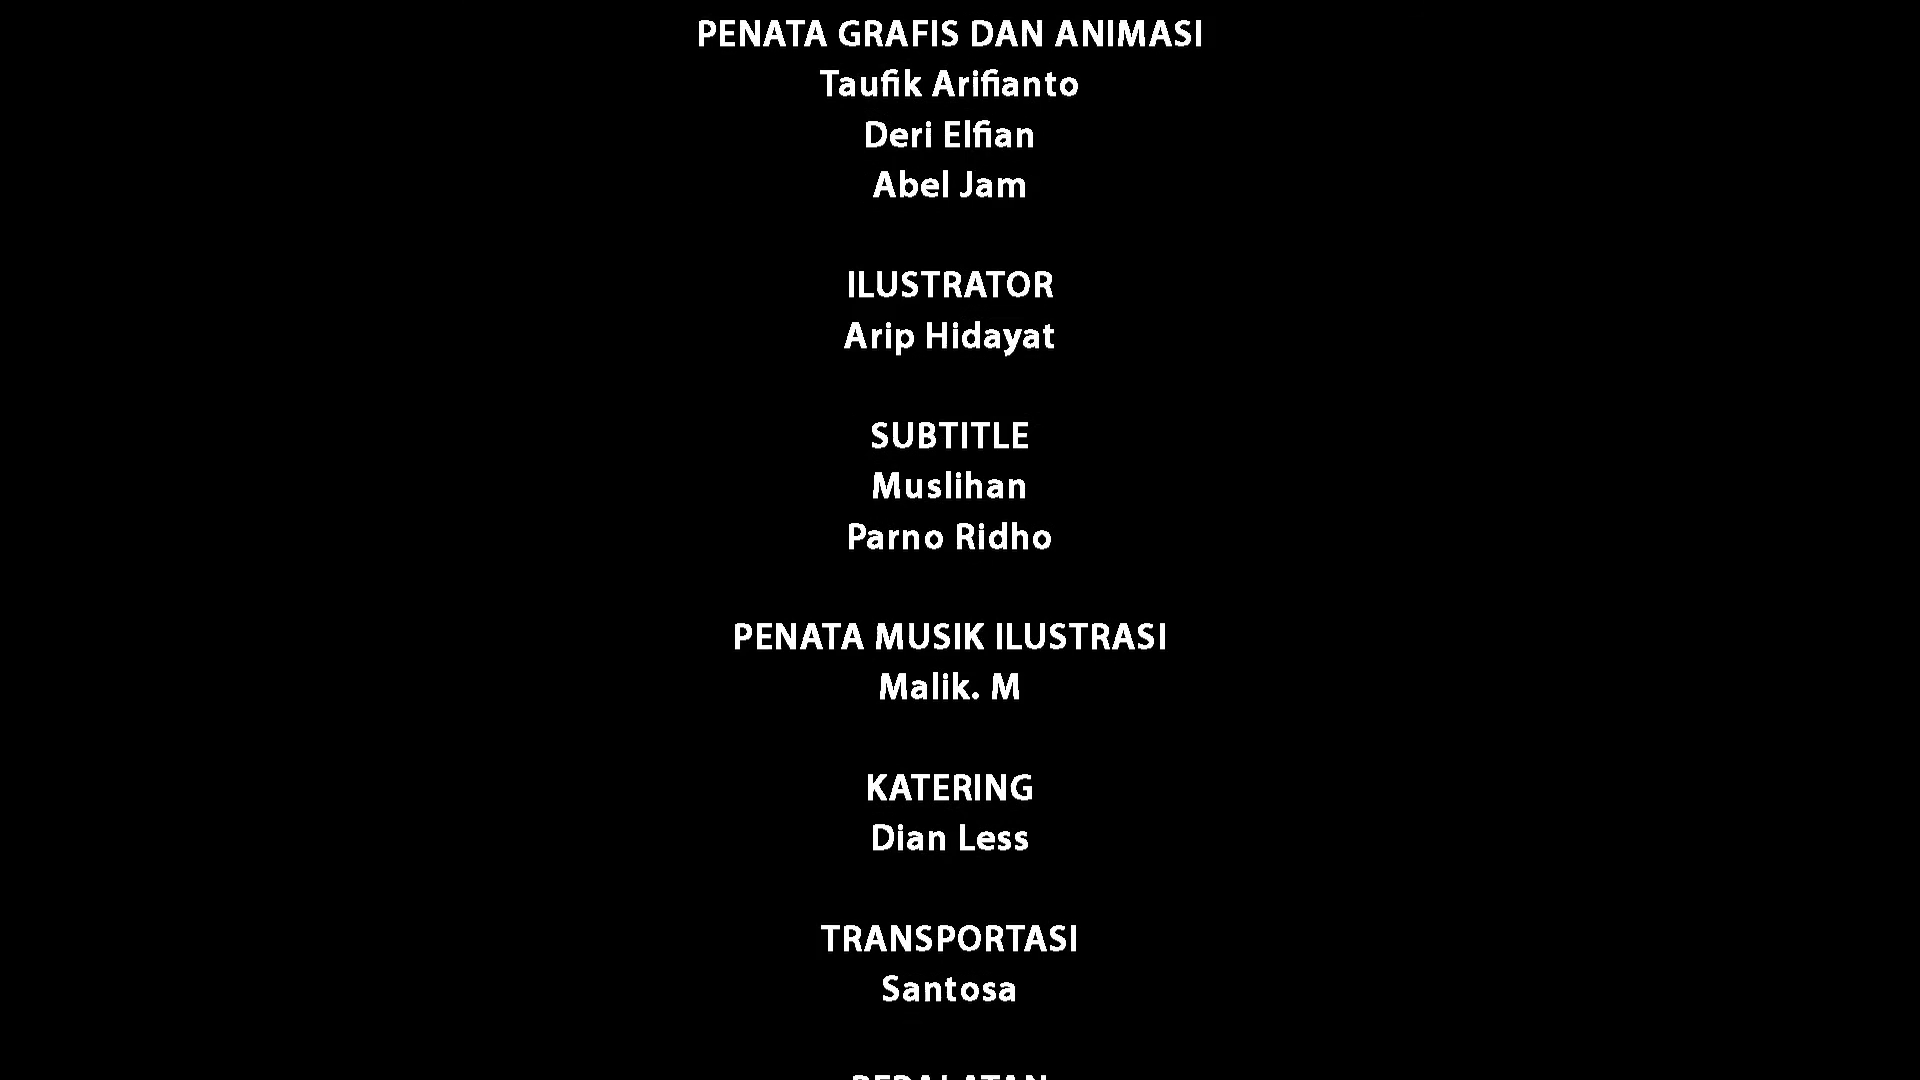 PENATA GRAFIS DAN ANIMASI
Taufik Arifianto
Deri Elfian
Abel Jam
ILUSTRATOR
Arip Hidayat
SUBTITLE
Muslihan
Parno Ridho
PENATA MUSIK ILUSTRASI
Malik. M
KATERING
Dian Less
TRANSPORTASI
Santosa